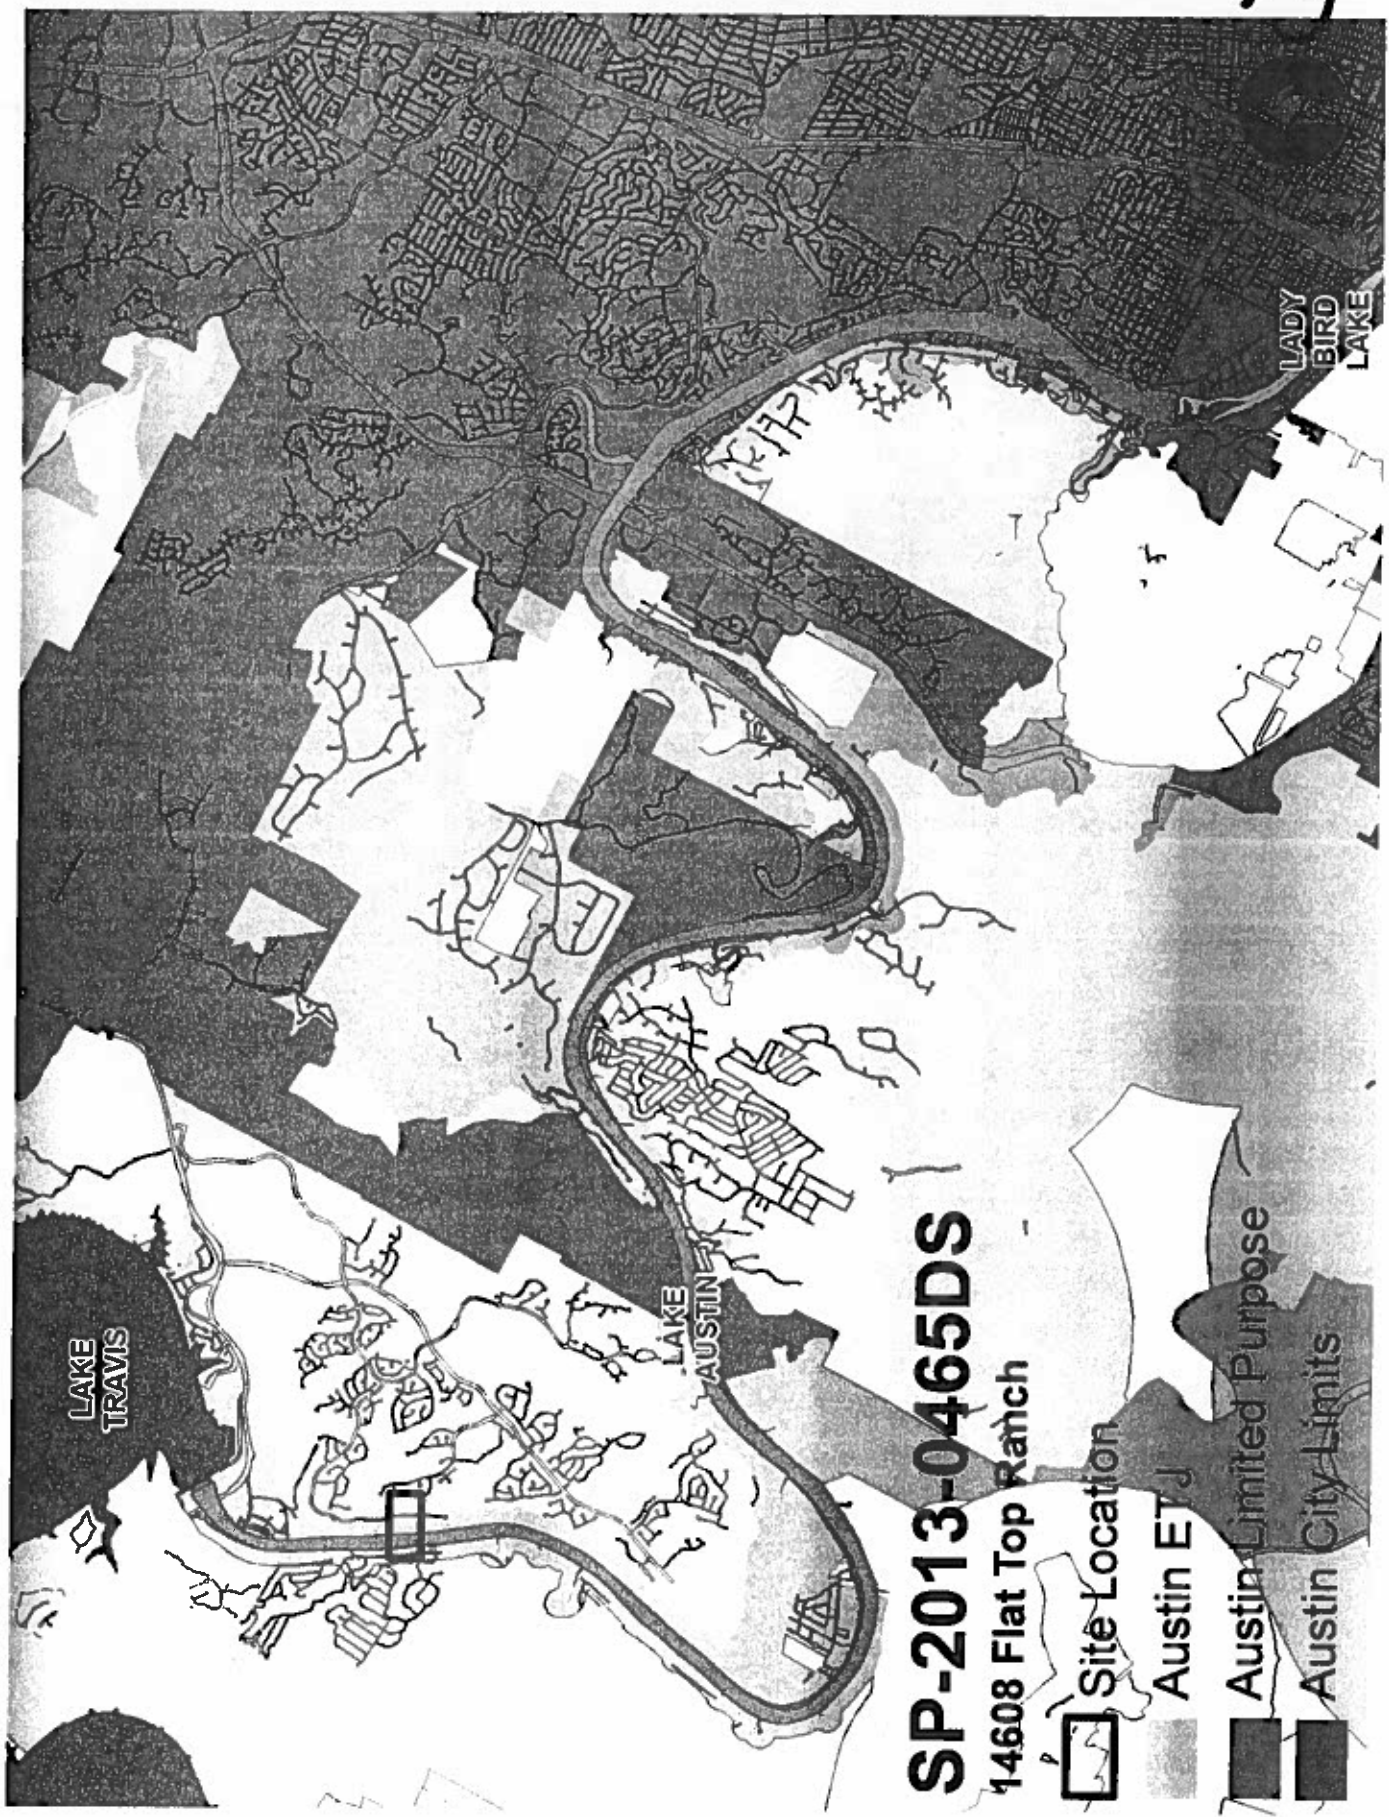 LAKE
TRAVIS
LAKE
AUSTIN
LADY
BIRD
LAKE
SP-2013-0465DS
14608 Flat Top Ranch
Site Location
Austin ETJ
Austin Limited Purpose
Austin City Limits